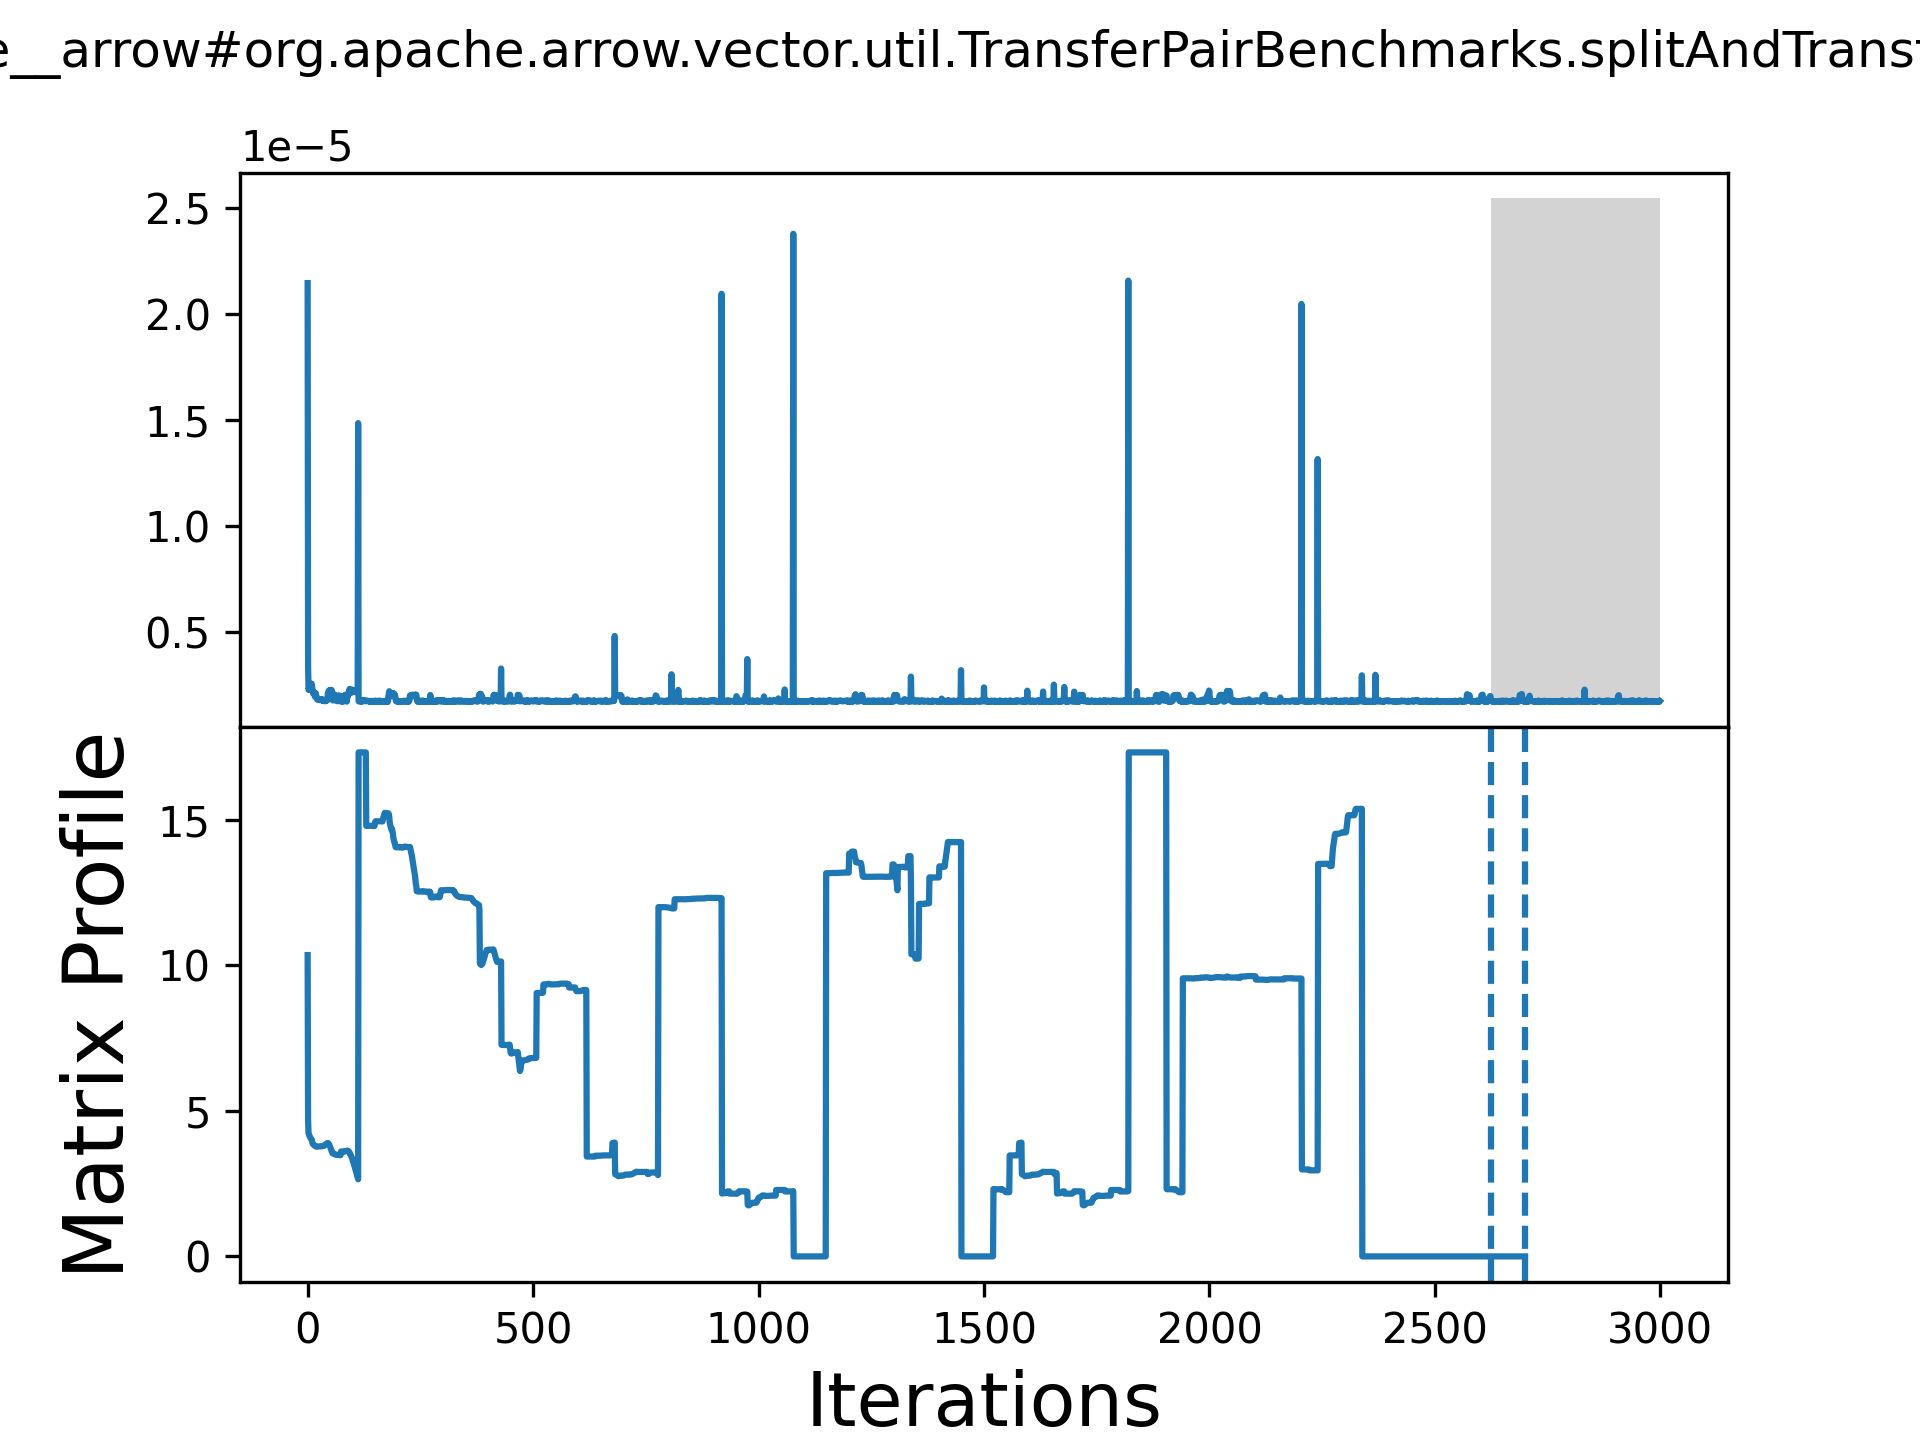 e__arrow#org.apache.arrow.vector.util.TransferPairBenchmarks.splitAndTrans
1e−5
2.5
2.0
1.5
1.0
0.5
Matrix Profile
15
10
5
0
0 500 1000 1500 2000 2500 3000
Iterations